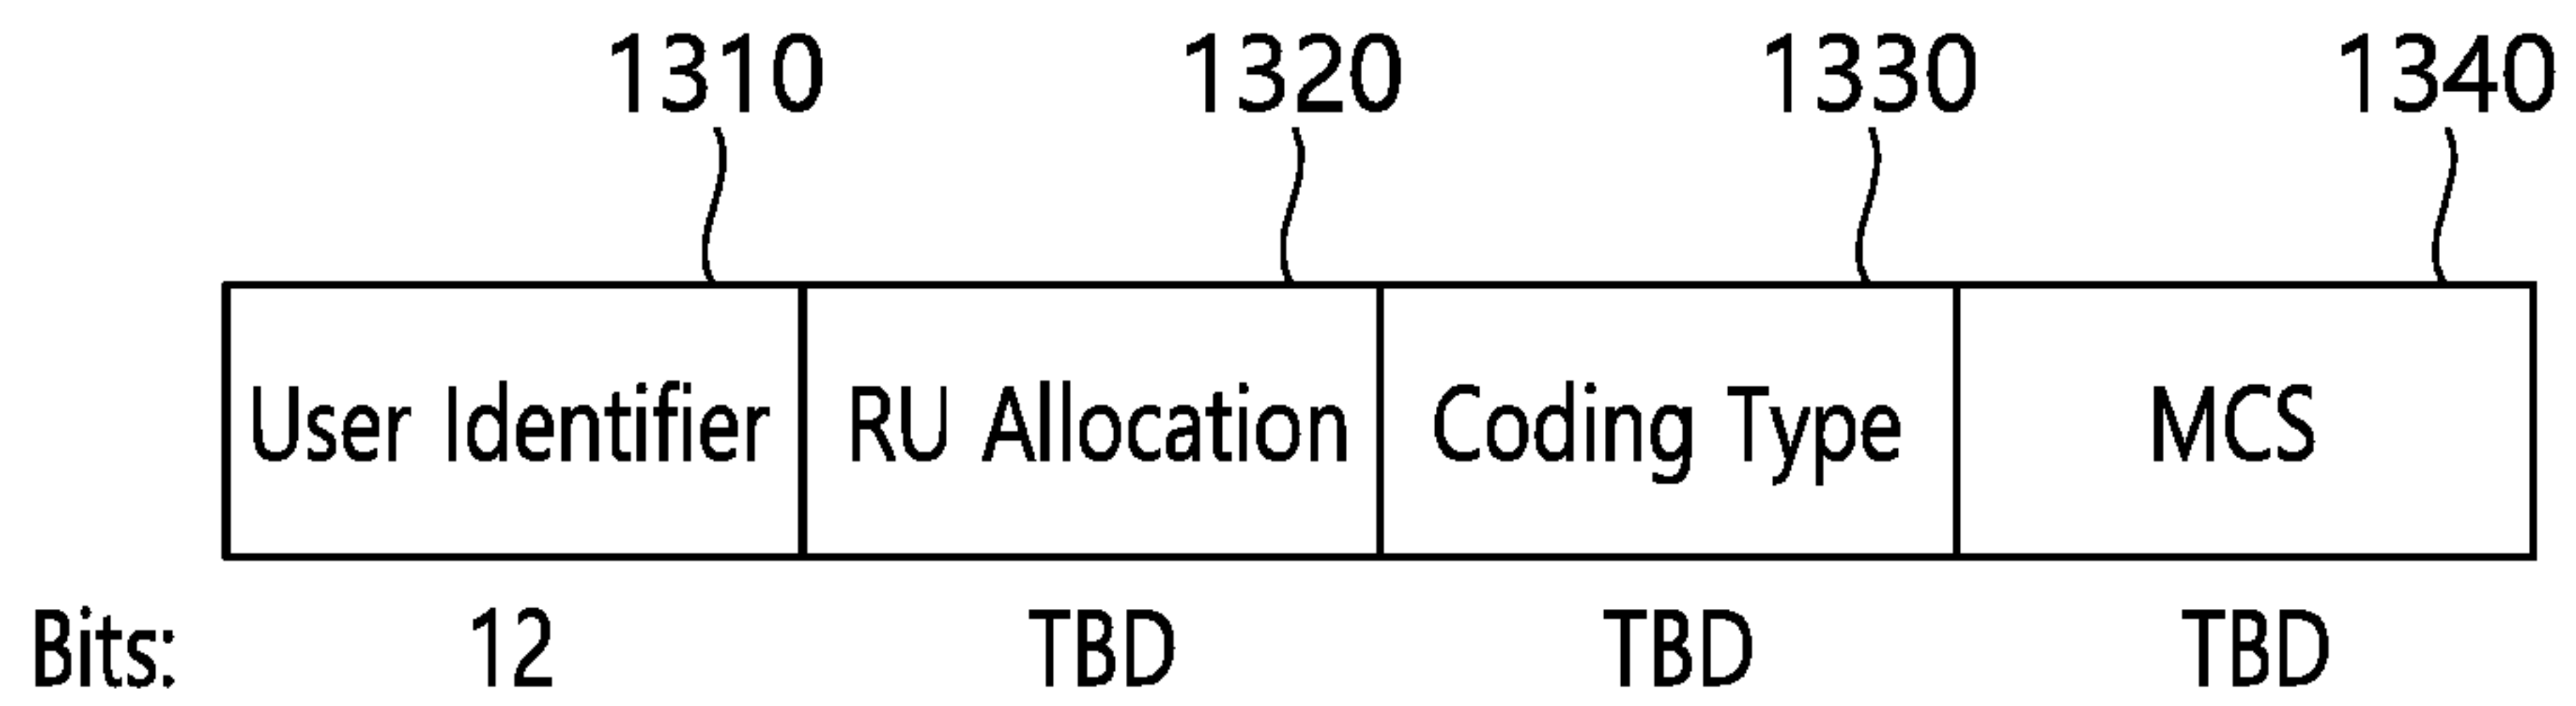 1310 1320 1330 1340
User Identifier RU Allocation Coding Type MCS
Bits: 12 TBD TBD TBD